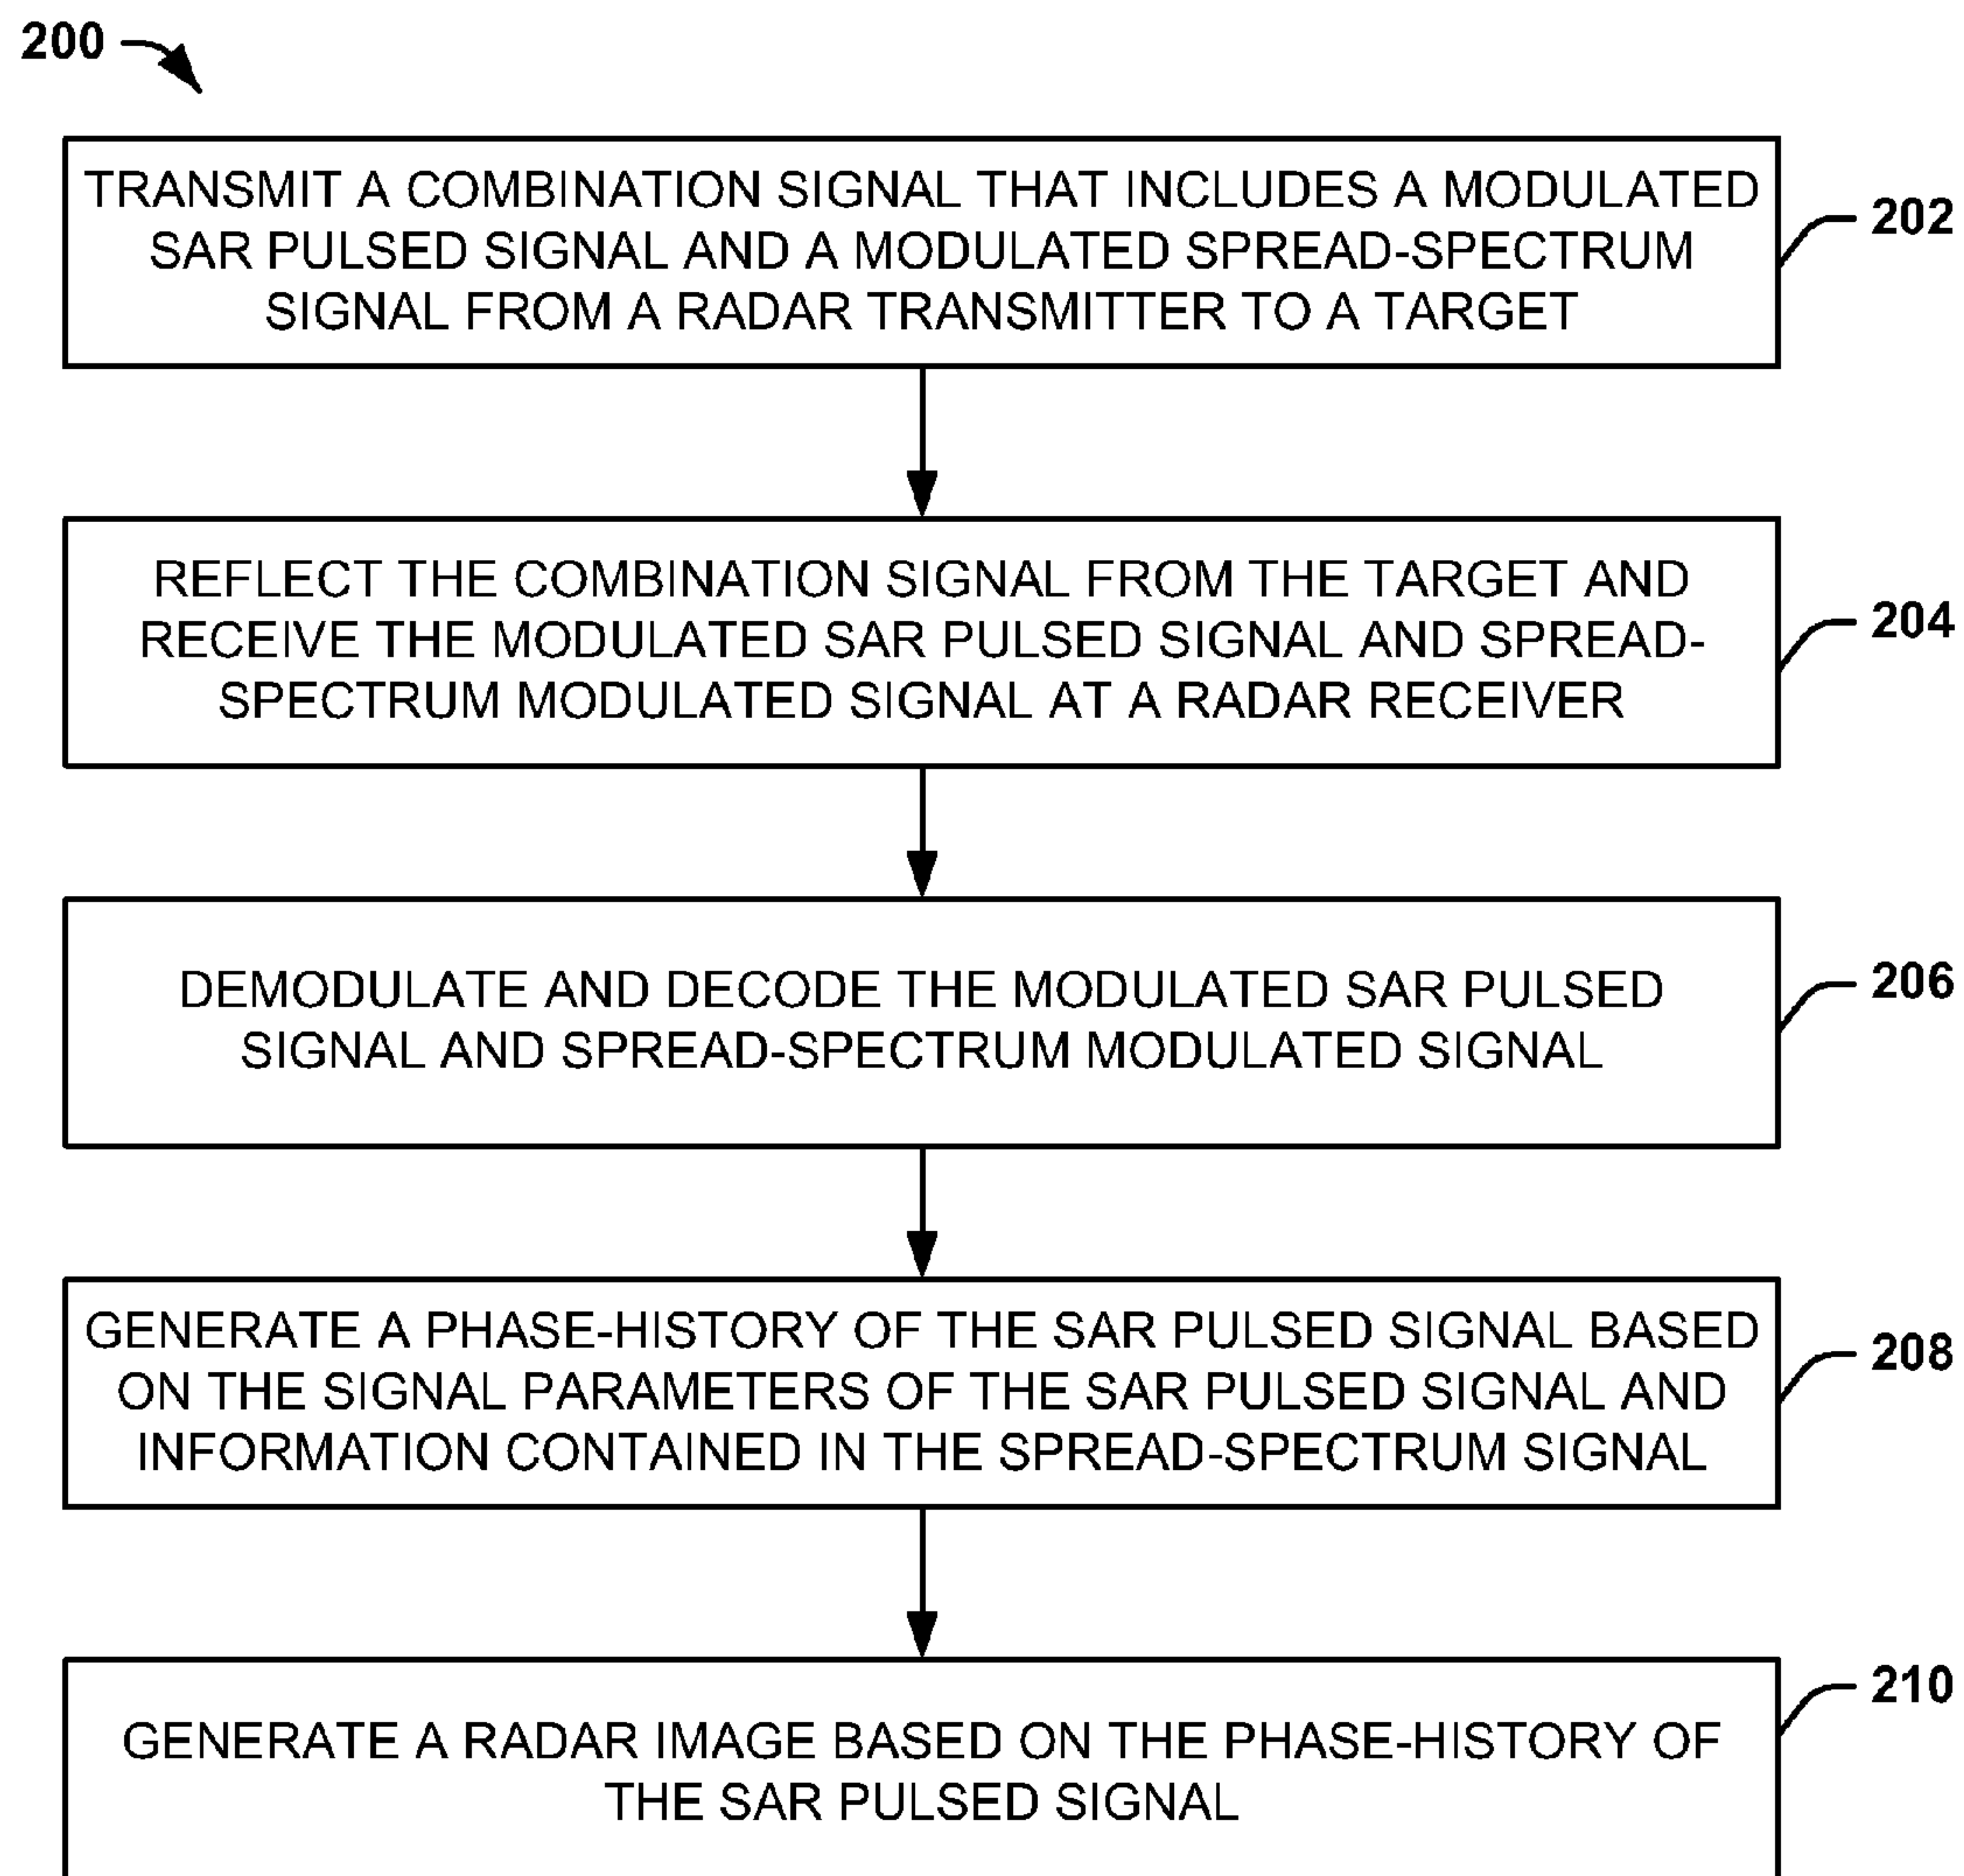 200
TRANSMIT A COMBINATION SIGNAL THAT INCLUDES A MODULATED
SAR PULSED SIGNAL AND A MODULATED SPREAD-SPECTRUM
SIGNAL FROM A RADAR TRANSMITTER TO A TARGET
202
REFLECT THE COMBINATION SIGNAL FROM THE TARGET AND
RECEIVE THE MODULATED SAR PULSED SIGNAL AND SPREAD-
SPECTRUM MODULATED SIGNAL AT A RADAR RECEIVER
204
DEMODULATE AND DECODE THE MODULATED SAR PULSED
SIGNAL AND SPREAD-SPECTRUM MODULATED SIGNAL
206
GENERATE A PHASE-HISTORY OF THE SAR PULSED SIGNAL BASED
ON THE SIGNAL PARAMETERS OF THE SAR PULSED SIGNAL AND
INFORMATION CONTAINED IN THE SPREAD-SPECTRUM SIGNAL
208
GENERATE A RADAR IMAGE BASED ON THE PHASE-HISTORY OF
THE SAR PULSED SIGNAL
210